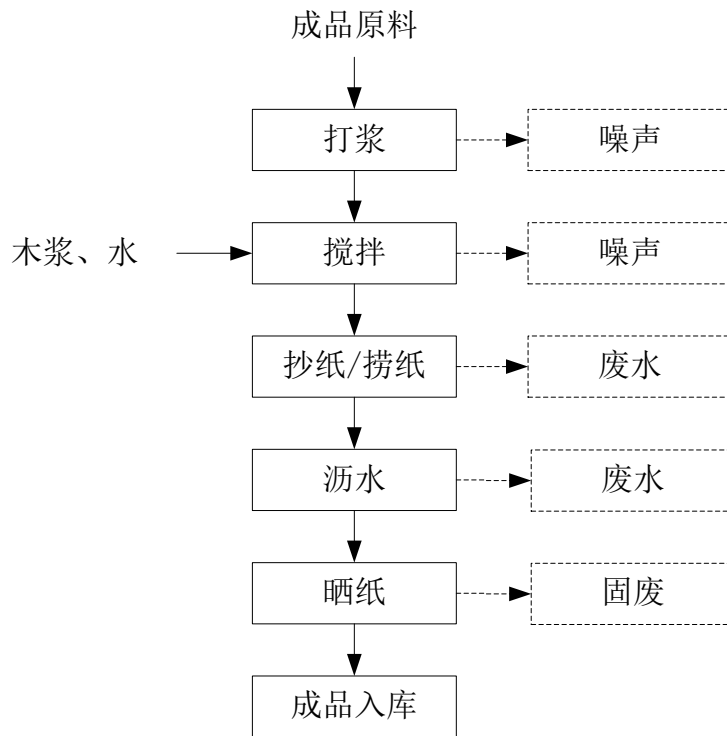 成品原料
打浆
噪声
木浆、水
搅拌
噪声
抄纸/捞纸
废水
沥水
废水
晒纸
固废
成品入库